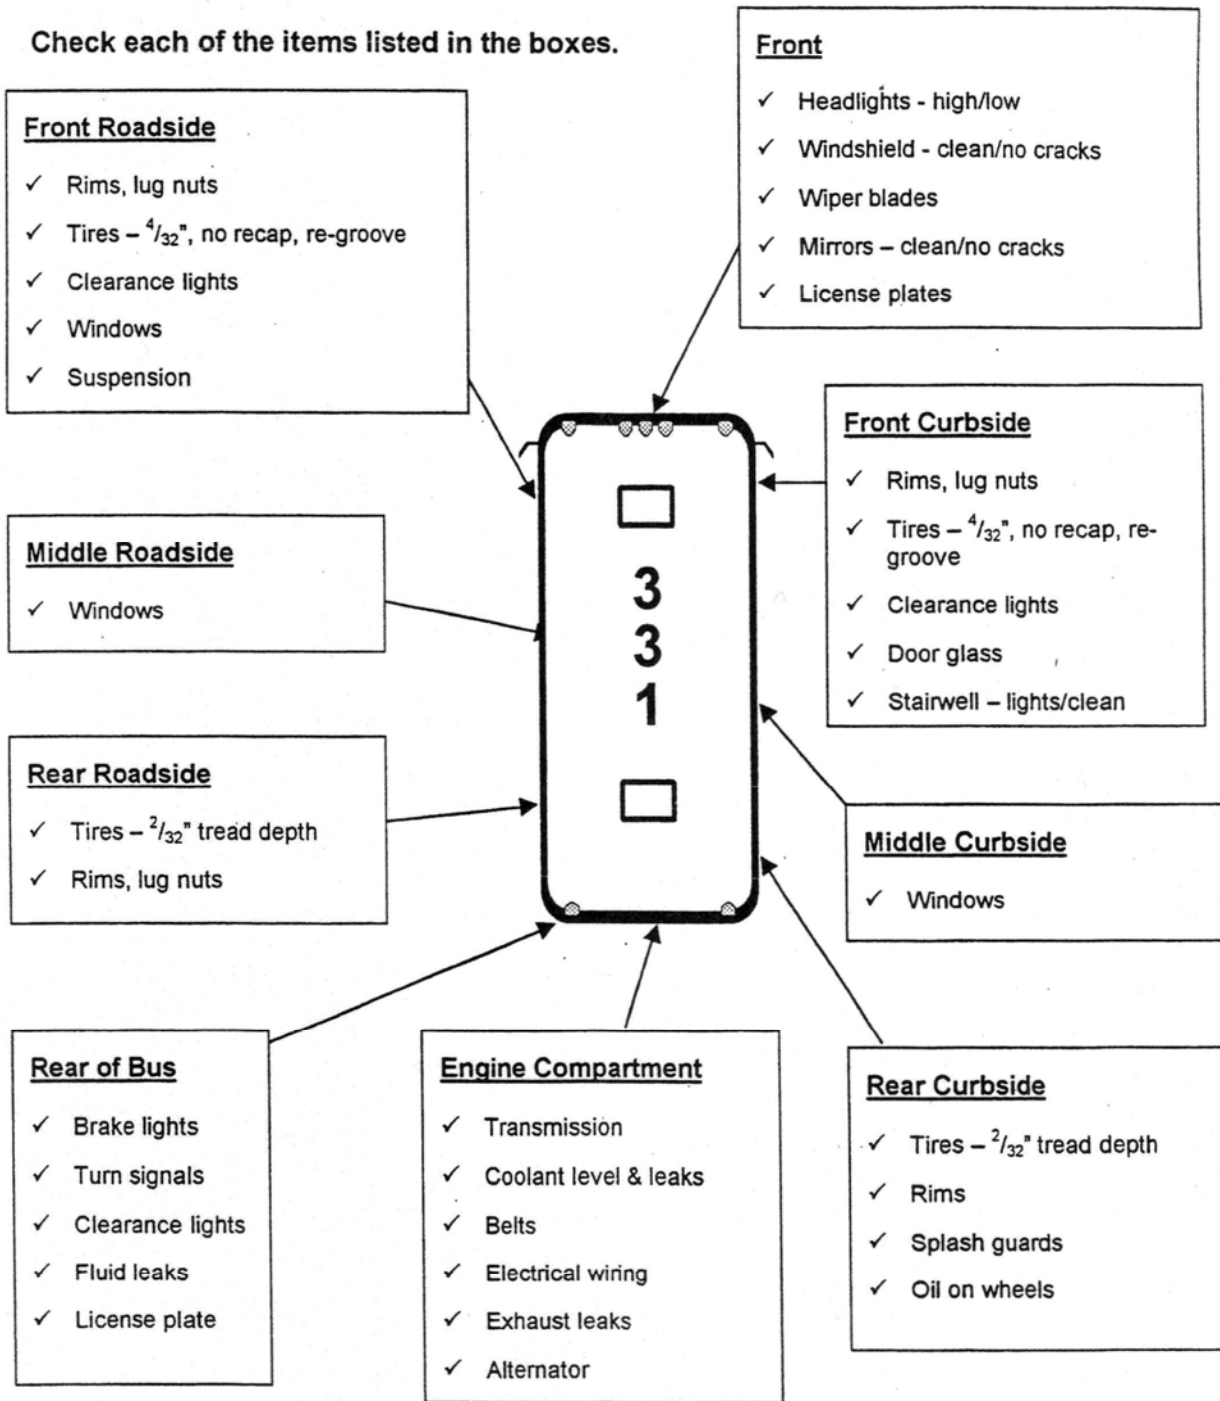 Check each of the items listed in the boxes.
Front
✓ Headlights - high/low
✓ Windshield - clean/no cracks
✓ Wiper blades
✓ Mirrors – clean/no cracks
✓ License plates
Front Roadside
✓ Rims, lug nuts
✓ Tires – 4/32", no recap, re-groove
✓ Clearance lights
✓ Windows
✓ Suspension
Front Curbside
✓ Rims, lug nuts
✓ Tires – 4/32", no recap, re-
groove
✓ Clearance lights
✓ Door glass
✓ Stairwell – lights/clean
Middle Roadside
✓ Windows
3
3
1
Rear Roadside
✓ Tires – 2/32" tread depth
✓ Rims, lug nuts
Middle Curbside
✓ Windows
Rear of Bus
✓ Brake lights
✓ Turn signals
✓ Clearance lights
✓ Fluid leaks
✓ License plate
Engine Compartment
✓ Transmission
✓ Coolant level & leaks
✓ Belts
✓ Electrical wiring
✓ Exhaust leaks
✓ Alternator
Rear Curbside
✓ Tires – 2/32" tread depth
✓ Rims
✓ Splash guards
✓ Oil on wheels